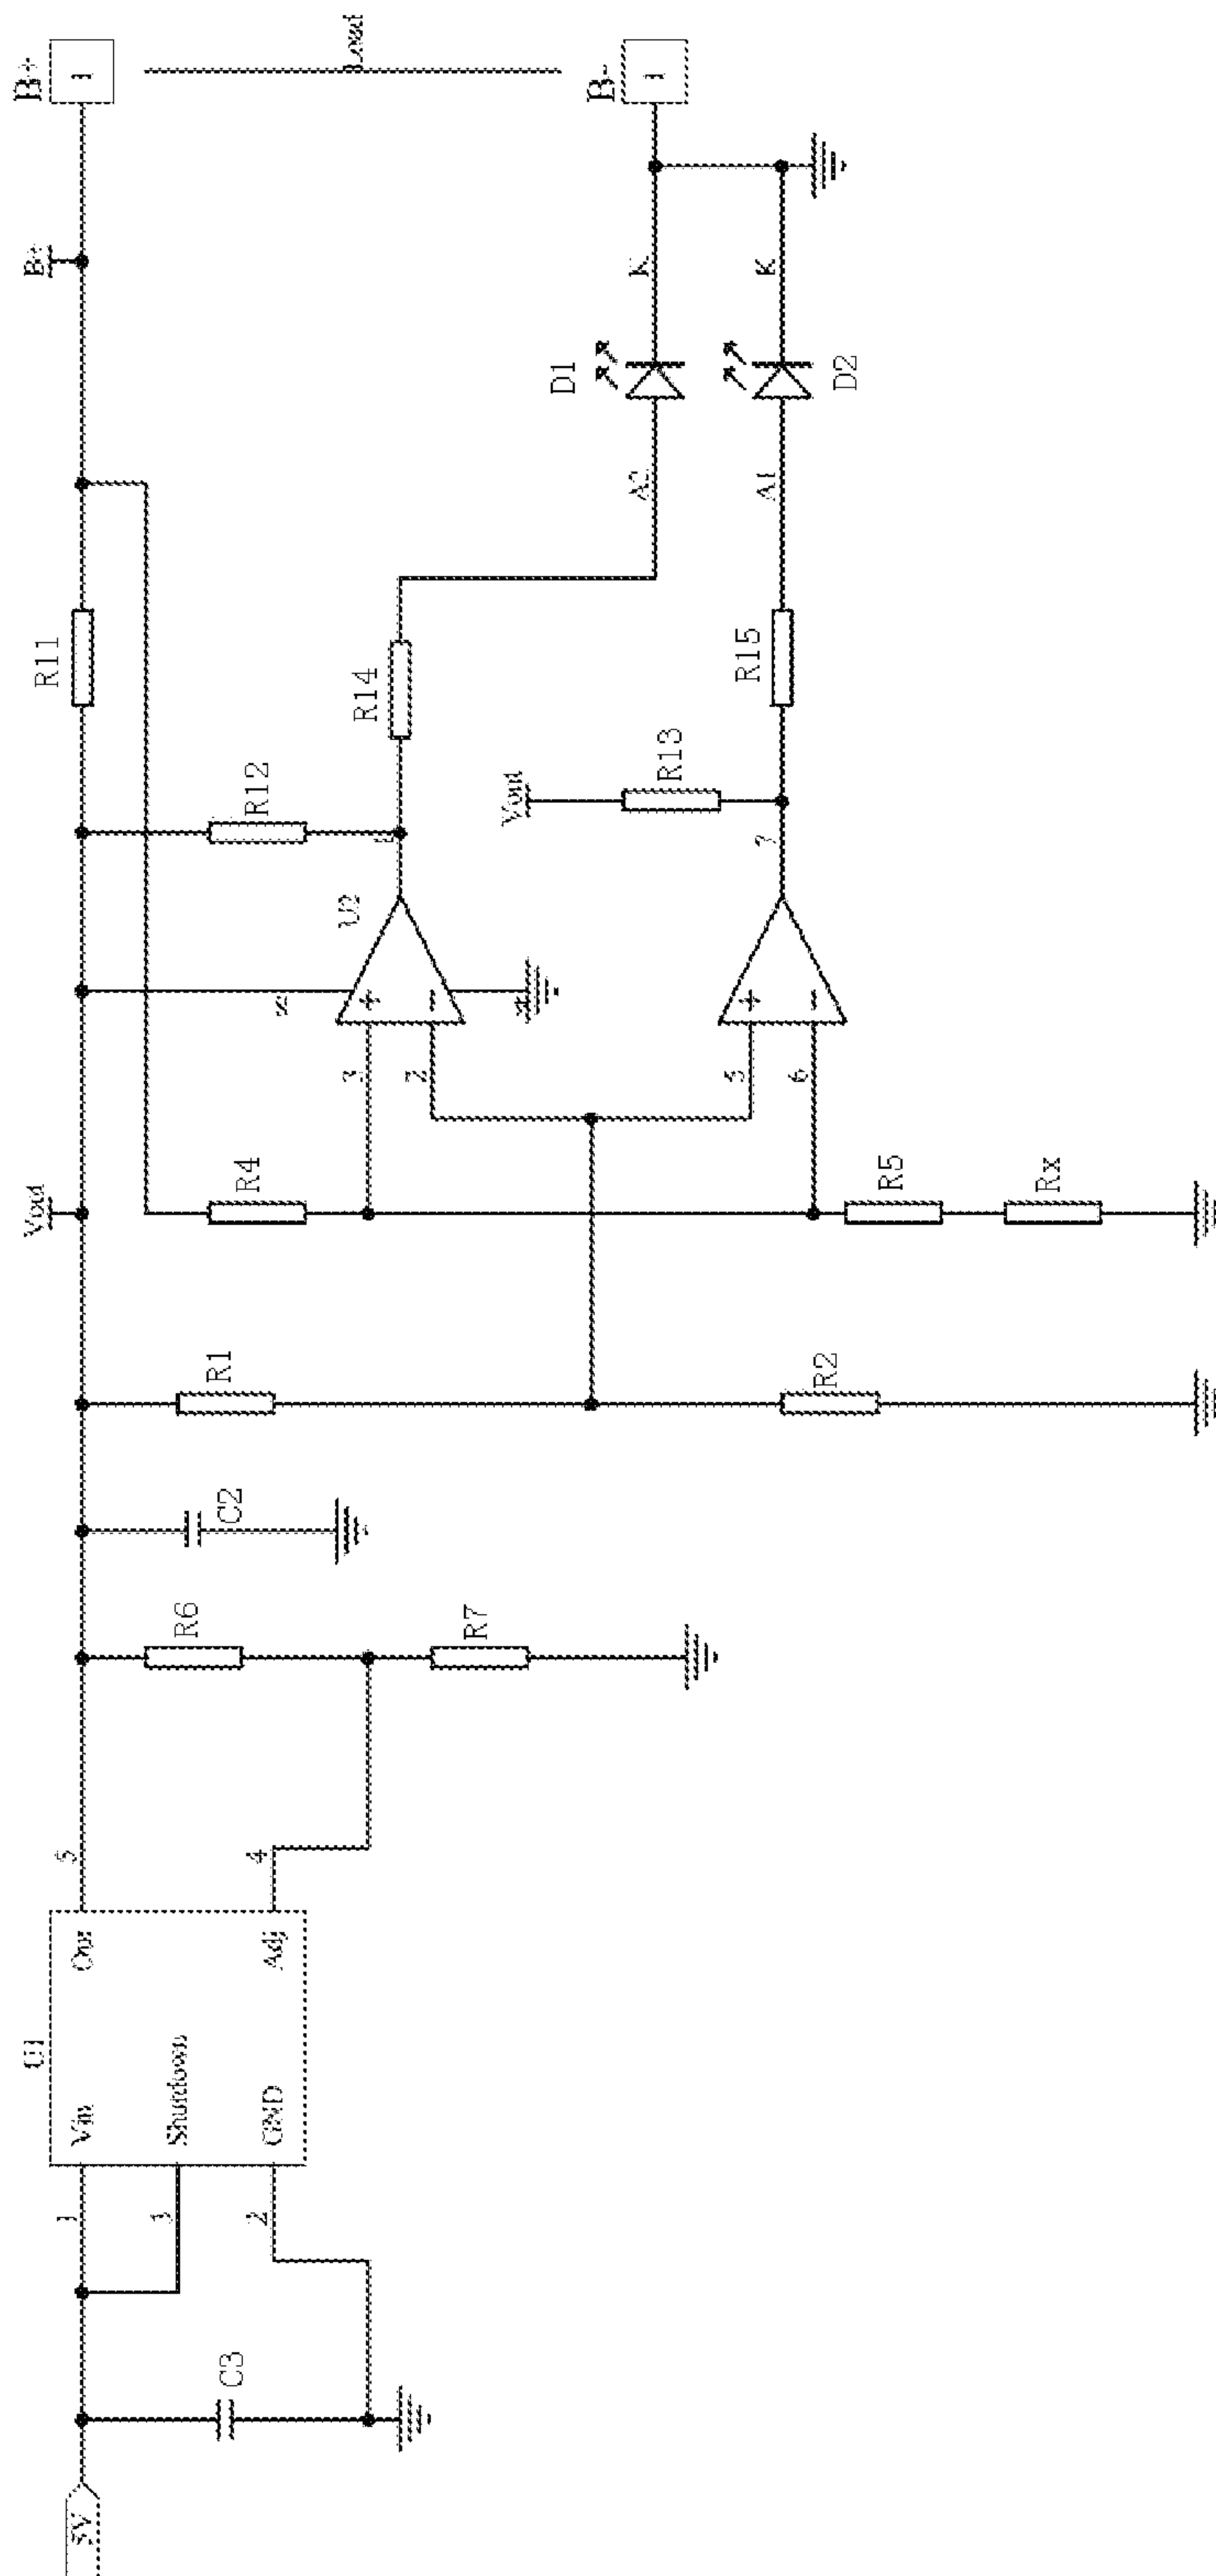 5V
C3
1
3
2
U1
Vin
Shutdown
GND
Out
Adj
5
4
R6
R7
C2
R1
R2
Vout
R4
R5
Rx
3
2
5
6
U2
+
-
+
-
8
4
1
7
R12
Vout
R13
R11
R14
R15
A2
A1
D1
D2
K
K
B+
B+
1
Load
B-
1